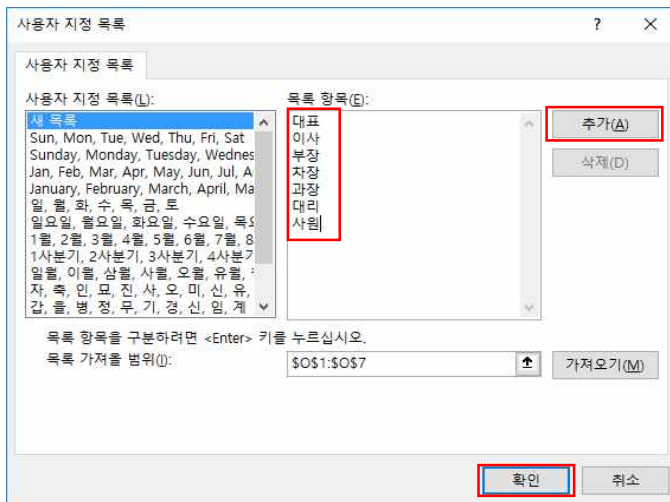 사용자 지정 목록
사용자 지정 목록
사용자 지정 목록(L):
새 목록
Sun, Mon, Tue, Wed, Thu, Fri, Sat
Sunday, Monday, Tuesday, Wednes
Jan, Feb, Mar, Apr, May, Jun, Jul, A
January, February, March, April, Ma
일, 월, 화, 수, 목, 금, 토
일요일, 월요일, 화요일, 수요일, 목요
1월, 2월, 3월, 4월, 5월, 6월, 7월, 8
1사분기, 2사분기, 3사분기, 4사분기
일월, 이월, 삼월, 사월, 오월, 유월,
자, 축, 인, 묘, 진, 사, 오, 미, 신, 유,
갑, 을, 병, 정, 무, 기, 경, 신, 임, 계
목록 항목(E):
대표
이사
부장
차장
과장
대리
사원
추가(A)
삭제(D)
목록 항목을 구분하려면 <Enter> 키를 누르십시오.
목록 가져올 범위(I):
$O$1:$O$7
가져오기(M)
확인
취소